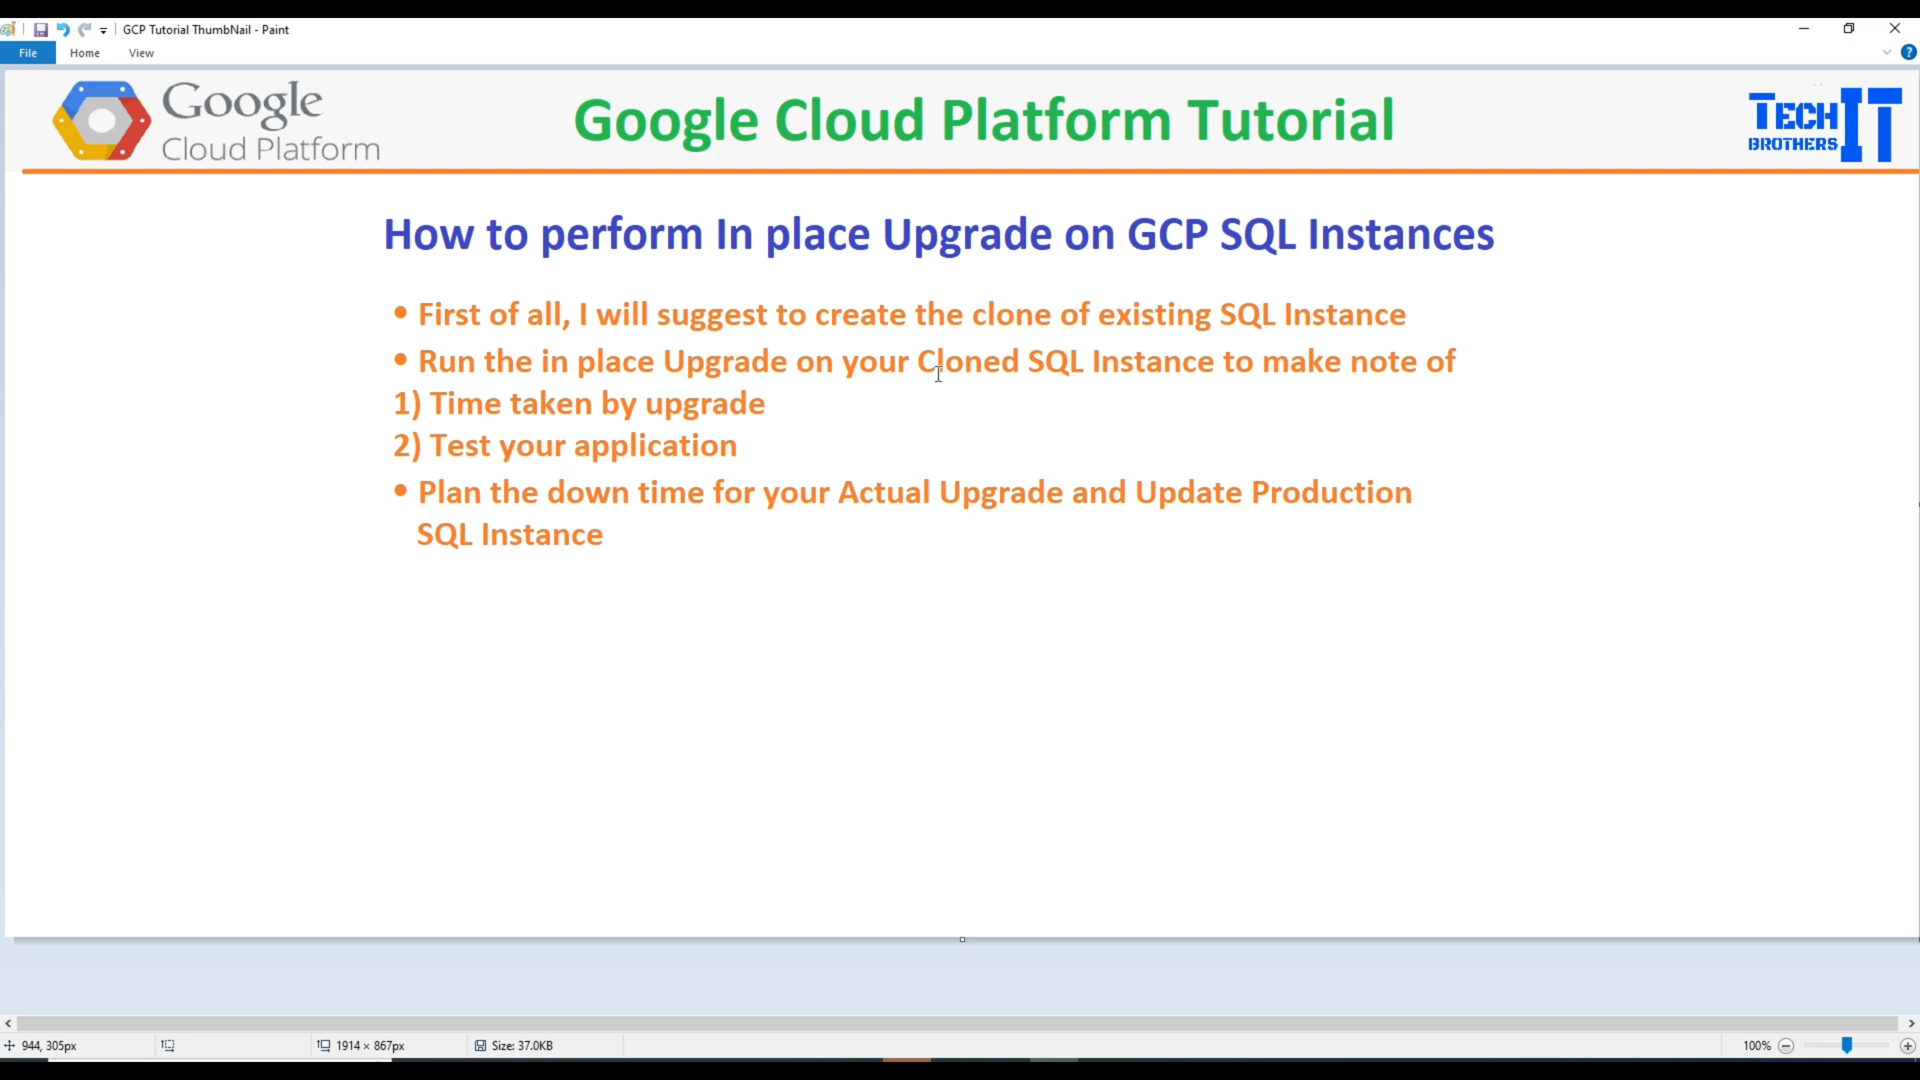 GCP Tutorial ThumbNail - Paint
File Home View
Google
Cloud Platform
Google Cloud Platform Tutorial
TECH IT
BROTHERS
How to perform In place Upgrade on GCP SQL Instances
• First of all, I will suggest to create the clone of existing SQL Instance
• Run the in place Upgrade on your Cloned SQL Instance to make note of
1) Time taken by upgrade
2) Test your application
• Plan the down time for your Actual Upgrade and Update Production
SQL Instance
944, 305px 1914 × 867px Size: 37.0KB 100%